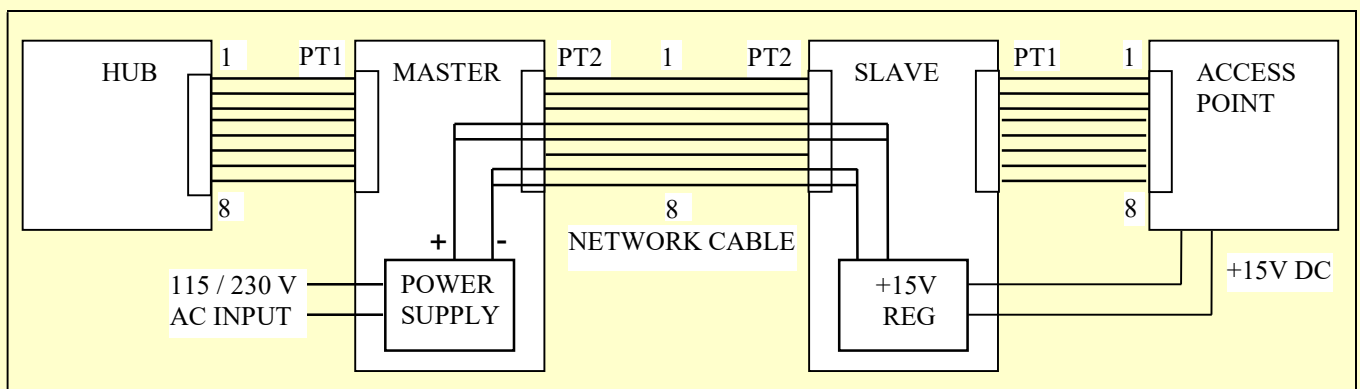 HUB
1
PT1
MASTER
PT2
1
PT2
SLAVE
PT1
1
ACCESS
POINT
8
8
8
NETWORK CABLE
+
-
115 / 230 V
AC INPUT
POWER
SUPPLY
+15V
REG
+15V DC